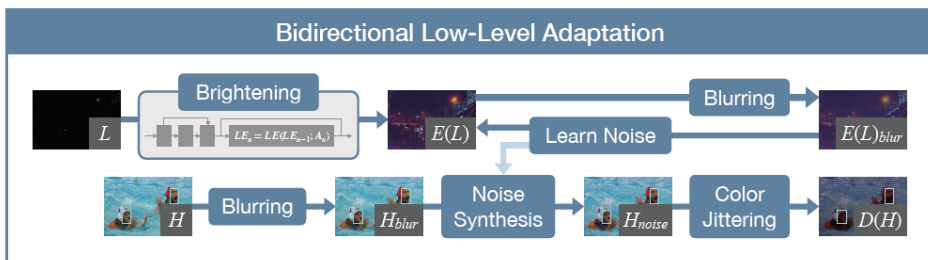 Bidirectional Low-Level Adaptation
Brightening
L
LEₙ = LE(LEₙ₋₁; Aₙ)
E(L)
Blurring
E(L)blur
Learn Noise
H
Blurring
Hblur
Noise
Synthesis
Hnoise
Color
Jittering
D(H)